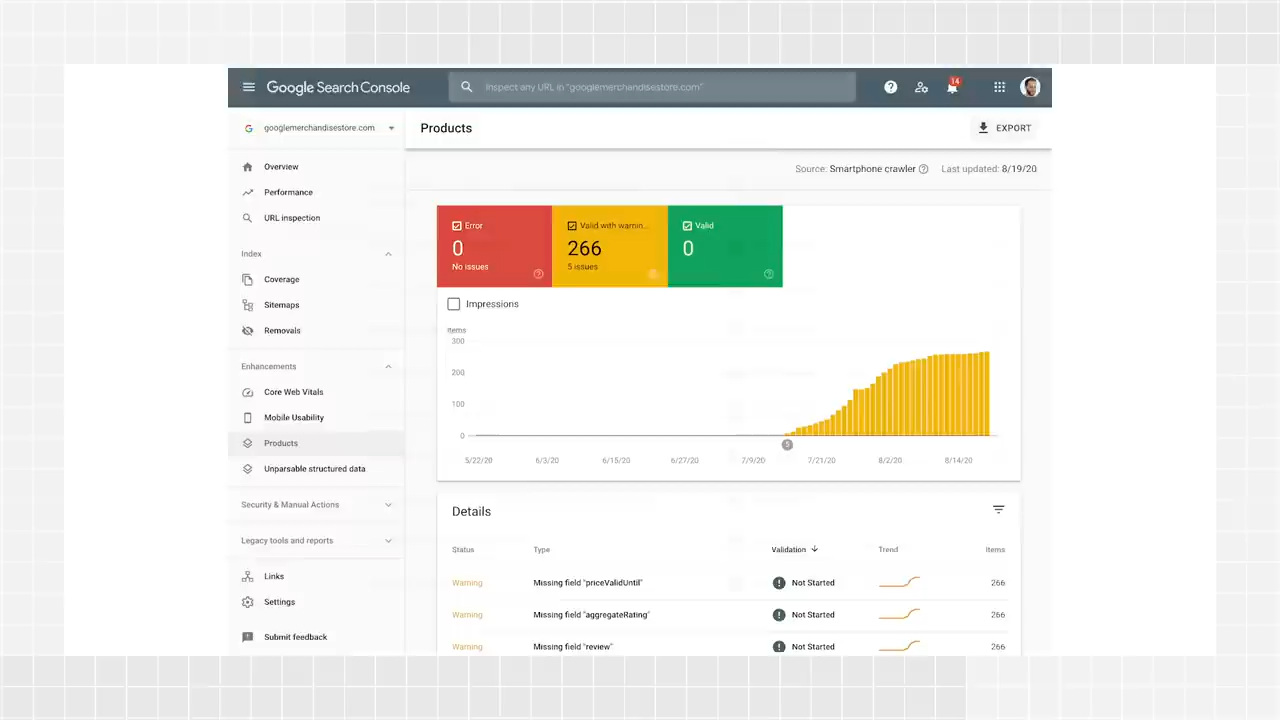 Google Search Console
Inspect any URL in "googlemerchandisestore.com"
14
googlemerchandisestore.com
Products
EXPORT
Overview
Performance
URL inspection
Index
Coverage
Sitemaps
Removals
Enhancements
Core Web Vitals
Mobile Usability
Products
Unparsable structured data
Security & Manual Actions
Legacy tools and reports
Links
Settings
Submit feedback
Source: Smartphone crawler
Last updated: 8/19/20
Error
0
No issues
Valid with warnin...
266
5 issues
Valid
0
Impressions
Items
300
200
100
0
5
5/22/20 6/3/20 6/15/20 6/27/20 7/9/20 7/21/20 8/2/20 8/14/20
Details
Status Type Validation Trend Items
Warning Missing field "priceValidUntil" Not Started 266
Warning Missing field "aggregateRating" Not Started 266
Warning Missing field "review" Not Started 266